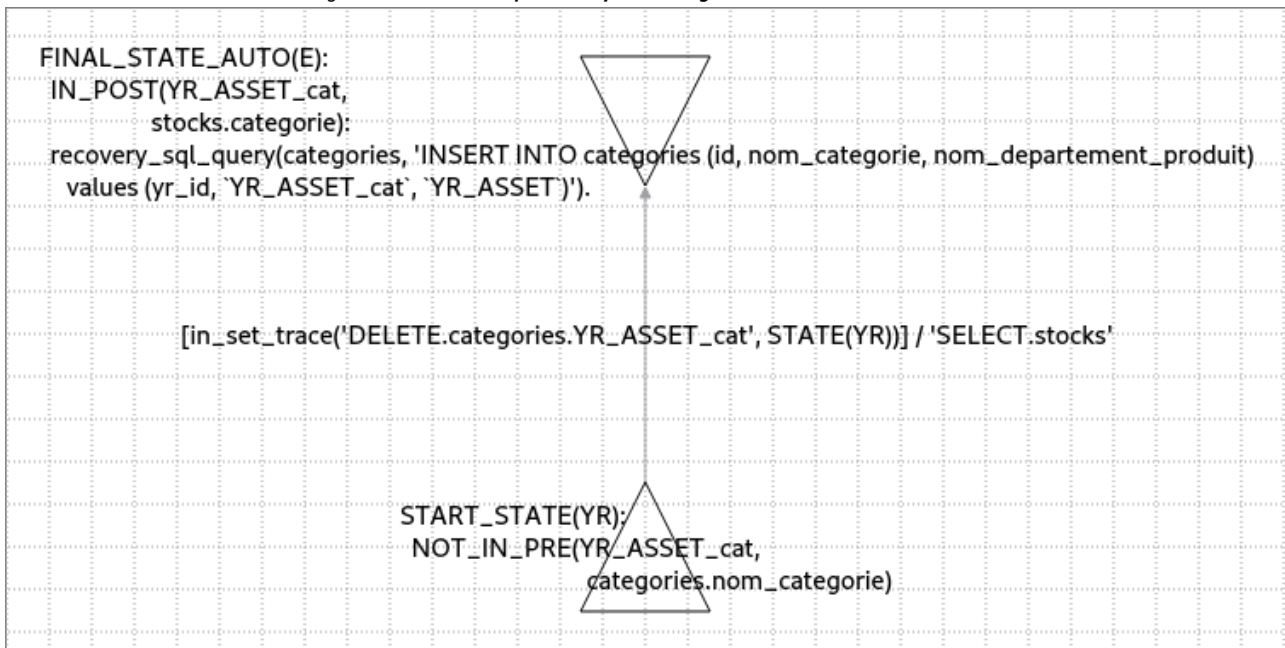 FINAL_STATE_AUTO(E):
IN_POST(YR_ASSET_cat,
stocks.categorie):
recovery_sql_query(categories, 'INSERT INTO categories (id, nom_categorie, nom_departement_produit)
values (yr_id, `YR_ASSET_cat`, `YR_ASSET`)').
[in_set_trace('DELETE.categories.YR_ASSET_cat', STATE(YR))] / 'SELECT.stocks'
START_STATE(YR):
NOT_IN_PRE(YR_ASSET_cat,
categories.nom_categorie)